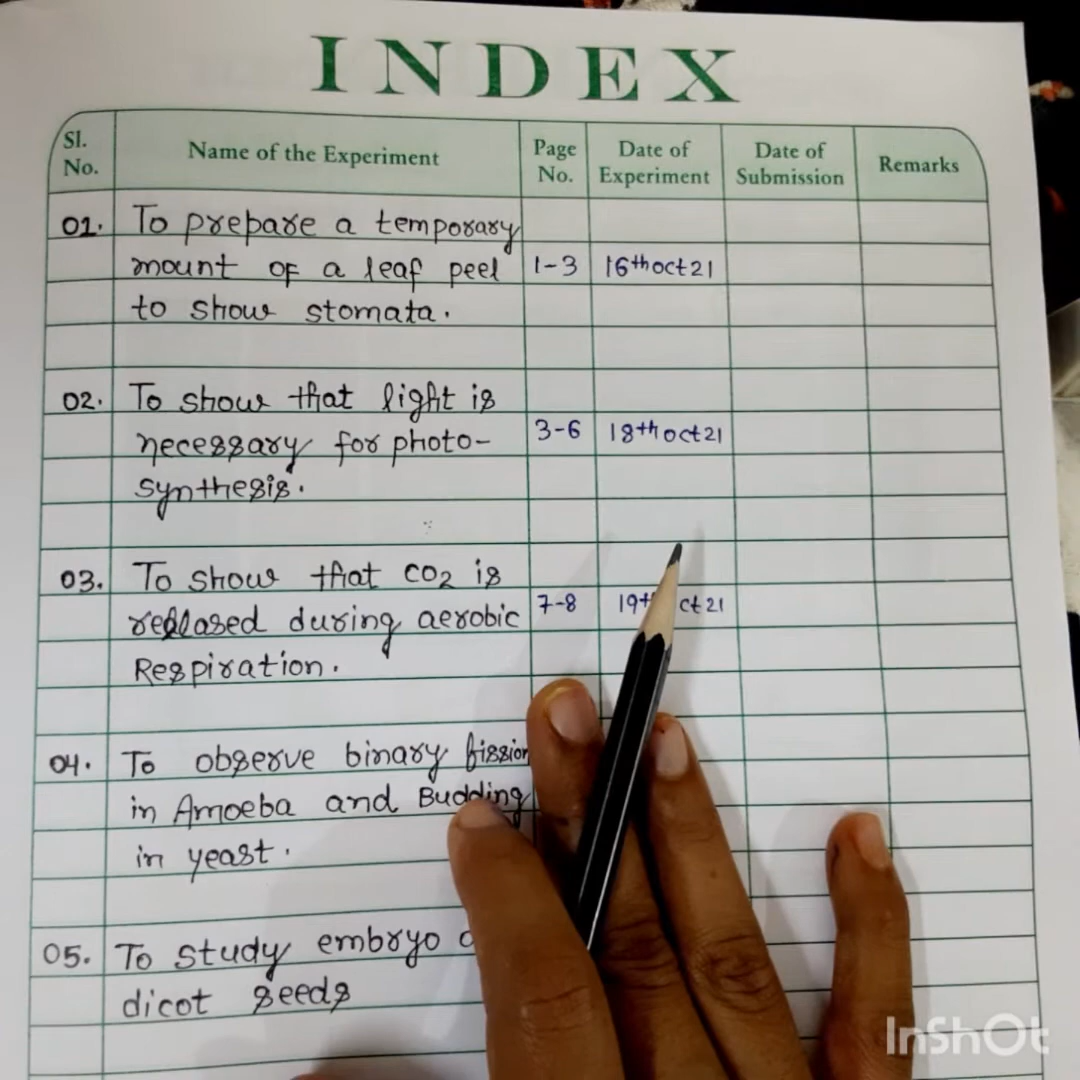 INDEX
Sl. No. Name of the Experiment Page No. Date of Experiment Date of Submission Remarks
01. To prepare a temporary
mount of a leaf peel 1-3 16th oct 21
to show stomata.
02. To show that light is
necessary for photo- 3-6 18th oct 21
synthesis.
03. To show that CO2 is
released during aerobic 7-8 19th ct 21
Respiration.
04. To observe binary fission
in Amoeba and Budding
in yeast.
05. To study embryo
dicot seeds
InShOt